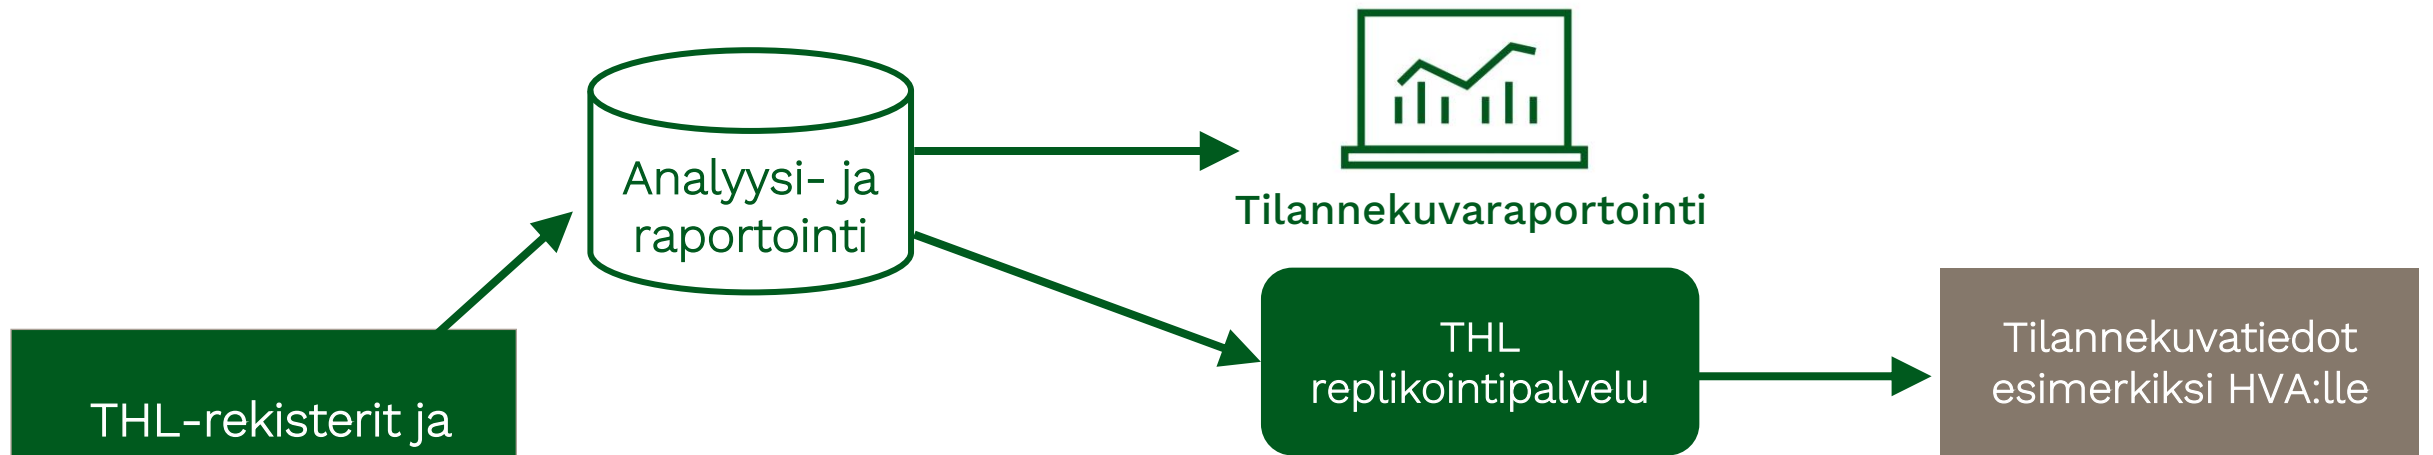 Analyysi- ja
raportointi
Tilannekuvaraportointi
THL-rekisterit ja
THL
replikointipalvelu
Tilannekuvatiedot
esimerkiksi HVA:lle